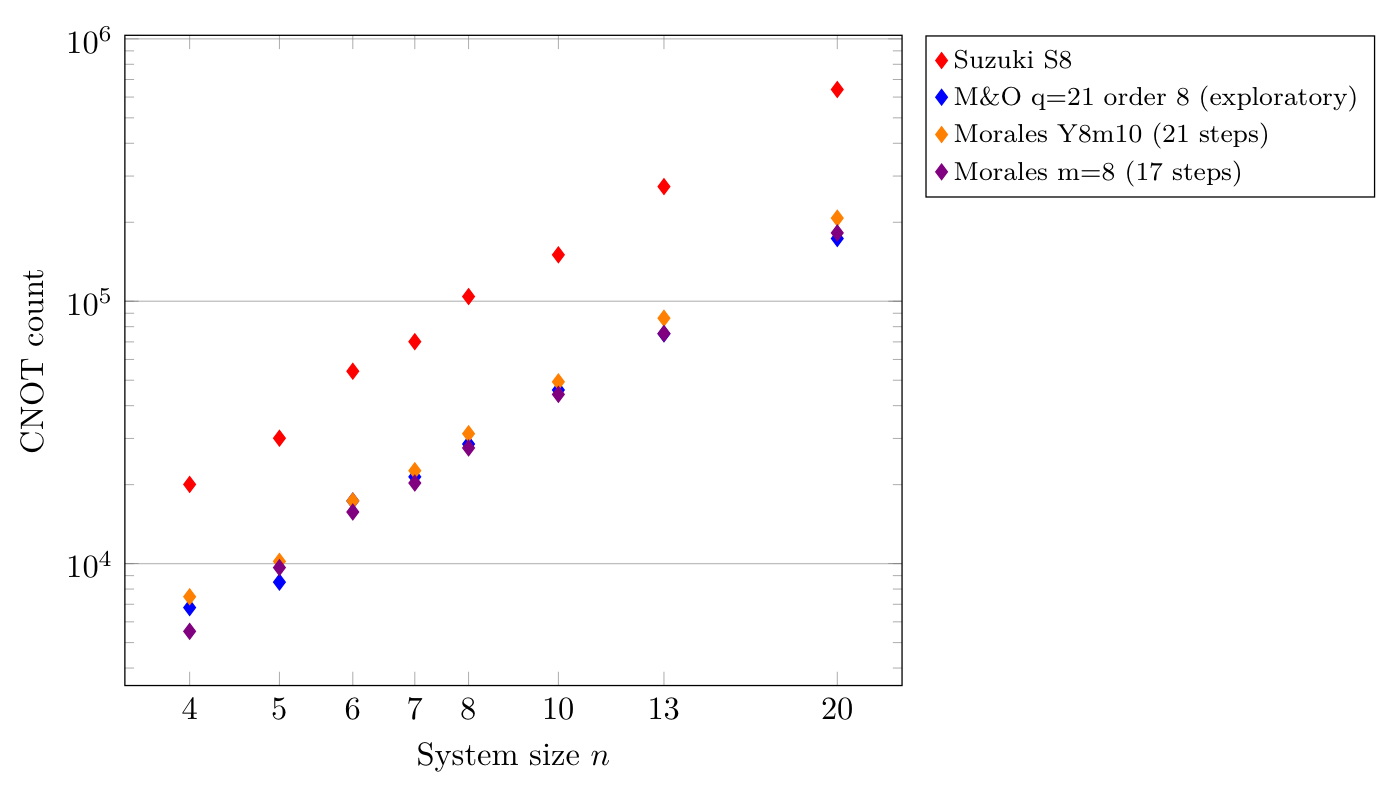 10^6
10^5
10^4
CNOT count
4 5 6 7 8 10 13 20
System size n
Suzuki S8
M&O q=21 order 8 (exploratory)
Morales Y8m10 (21 steps)
Morales m=8 (17 steps)